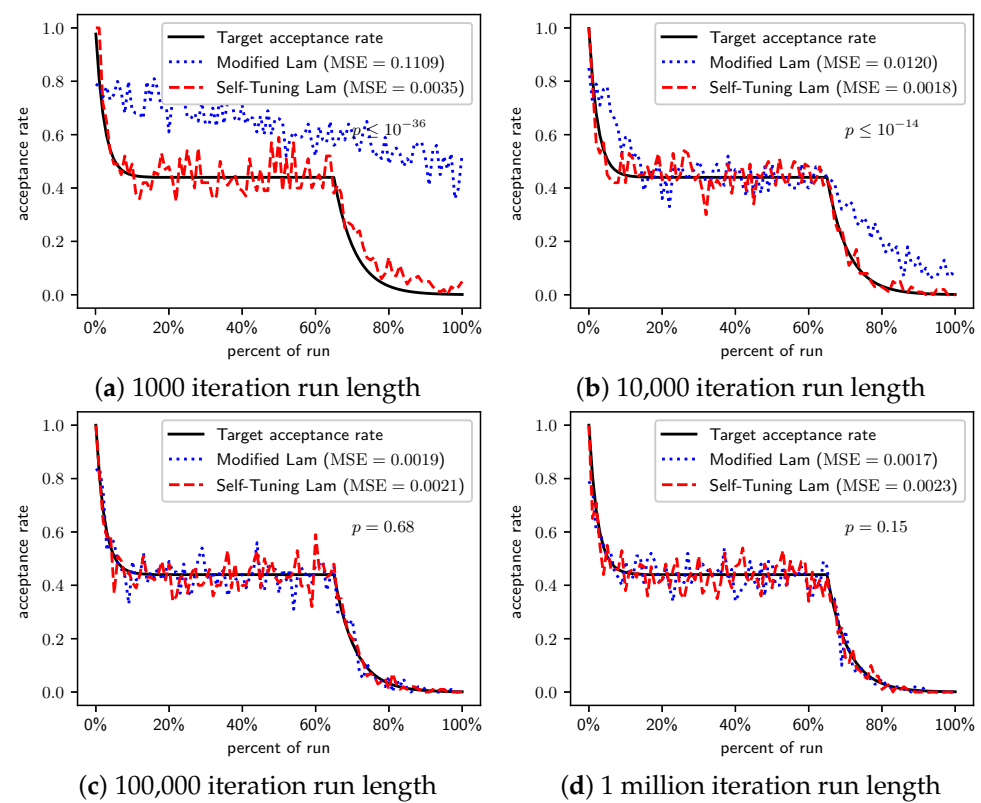 1.0
0.8
0.6
0.4
0.2
0.0
acceptance rate
Target acceptance rate
Modified Lam (MSE = 0.1109)
Self-Tuning Lam (MSE = 0.0035)
p ≤ 10⁻³⁶
0% 20% 40% 60% 80% 100%
percent of run
(a) 1000 iteration run length
1.0
0.8
0.6
0.4
0.2
0.0
acceptance rate
Target acceptance rate
Modified Lam (MSE = 0.0120)
Self-Tuning Lam (MSE = 0.0018)
p ≤ 10⁻¹⁴
0% 20% 40% 60% 80% 100%
percent of run
(b) 10,000 iteration run length
1.0
0.8
0.6
0.4
0.2
0.0
acceptance rate
Target acceptance rate
Modified Lam (MSE = 0.0019)
Self-Tuning Lam (MSE = 0.0021)
p = 0.68
0% 20% 40% 60% 80% 100%
percent of run
(c) 100,000 iteration run length
1.0
0.8
0.6
0.4
0.2
0.0
acceptance rate
Target acceptance rate
Modified Lam (MSE = 0.0017)
Self-Tuning Lam (MSE = 0.0023)
p = 0.15
0% 20% 40% 60% 80% 100%
percent of run
(d) 1 million iteration run length